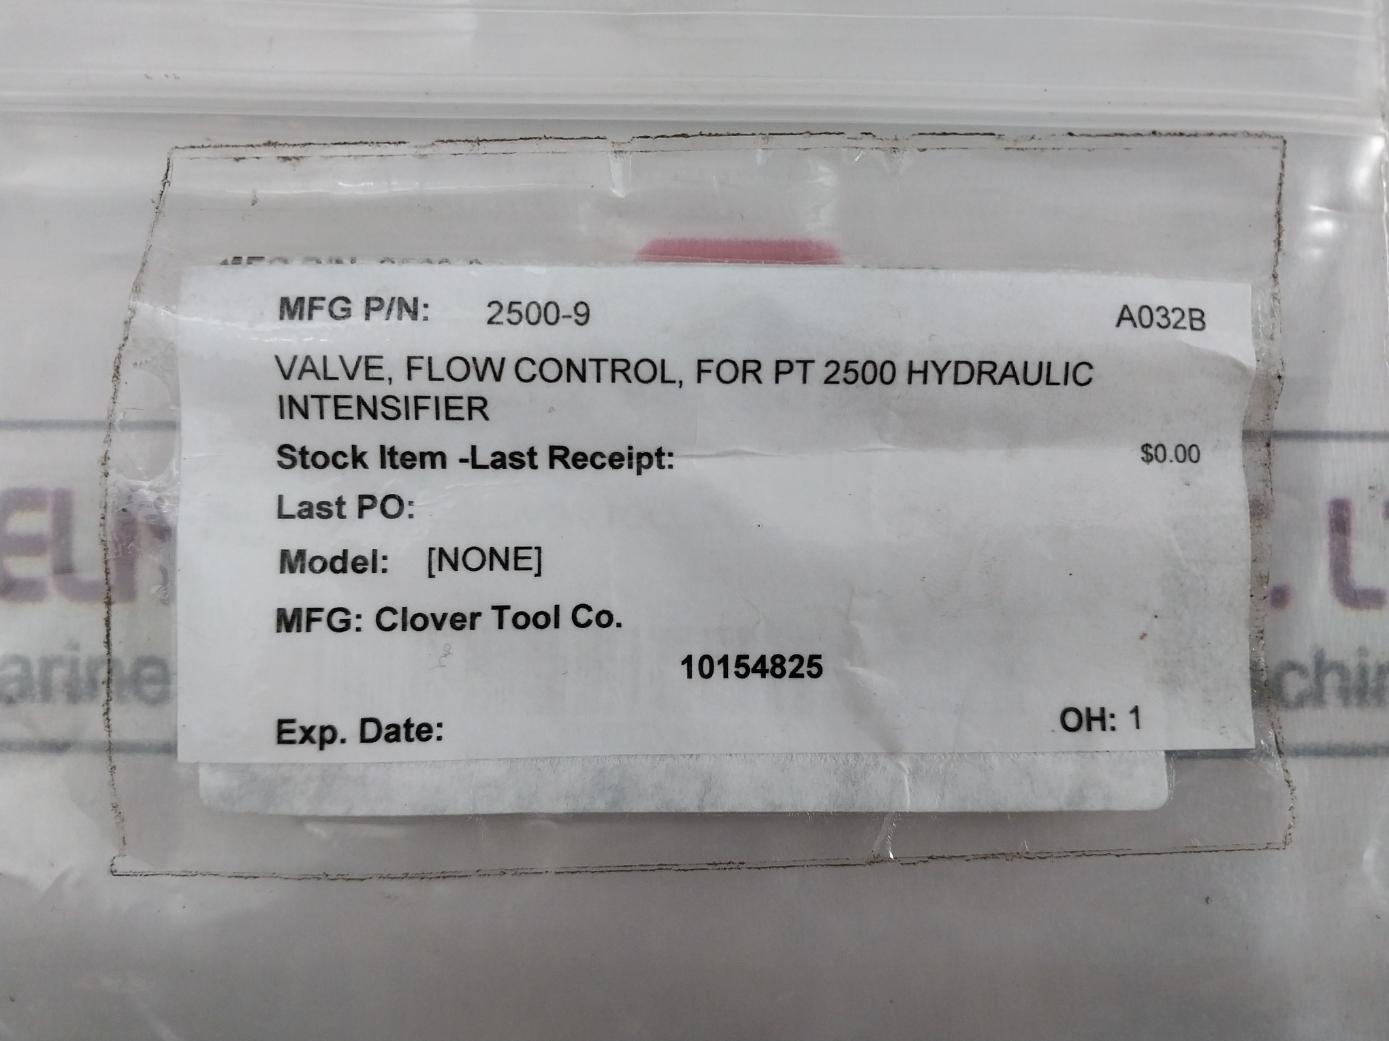 MFG P/N: 2500-9 A032B
VALVE, FLOW CONTROL, FOR PT 2500 HYDRAULIC
INTENSIFIER
Stock Item -Last Receipt: $0.00
Last PO:
Model: [NONE]
MFG: Clover Tool Co.
10154825
Exp. Date: OH: 1